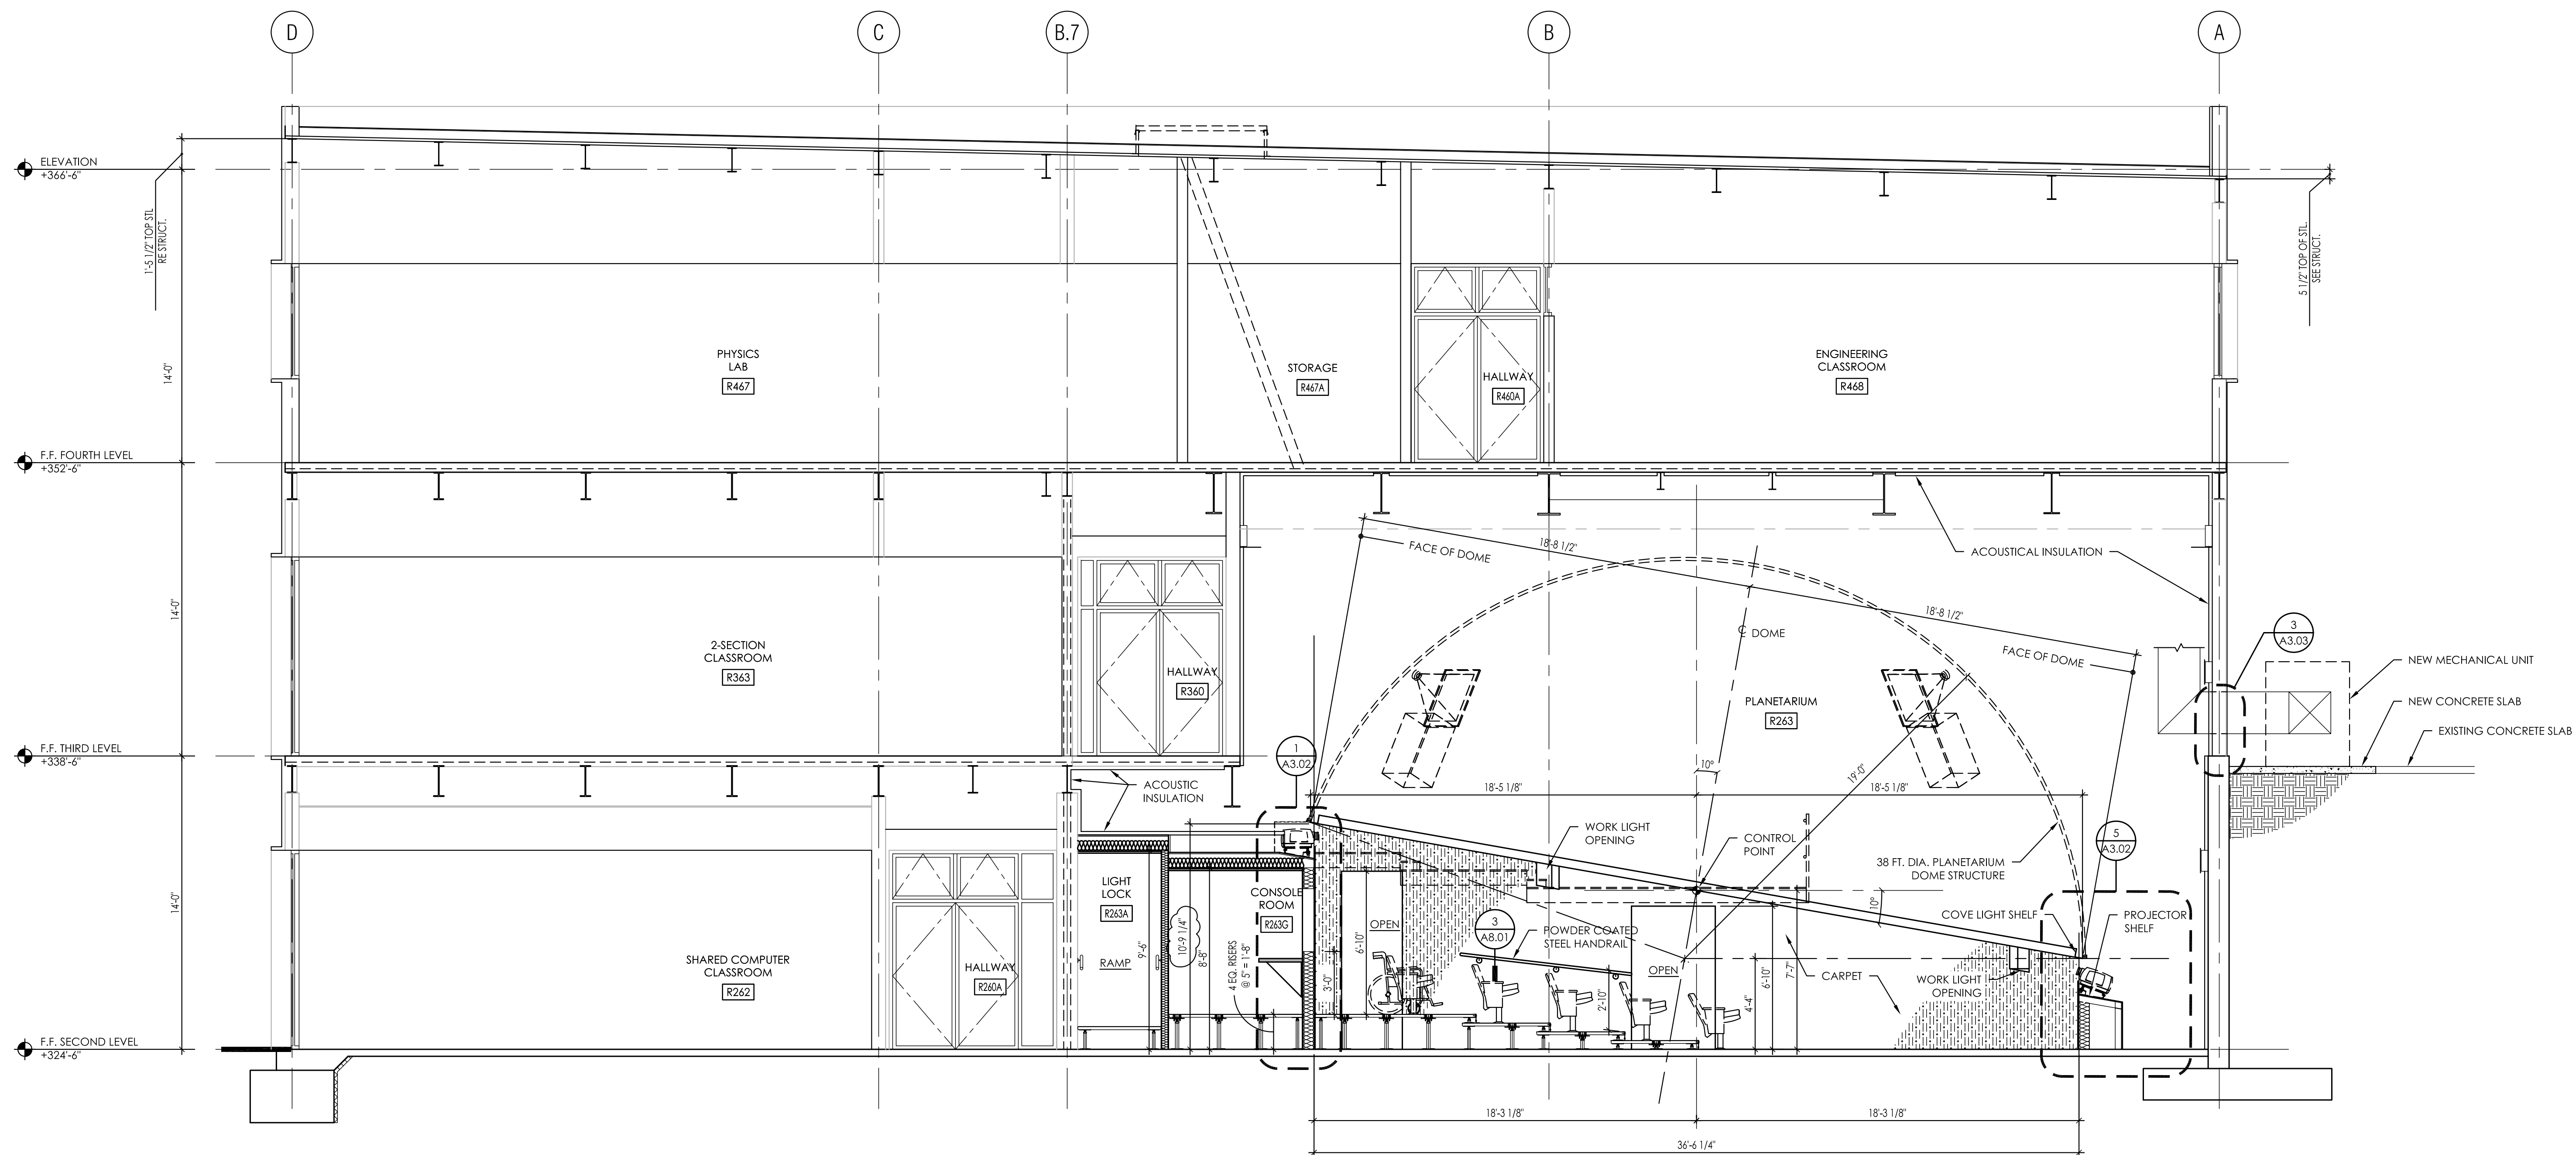 D
C
B.7
B
A
ELEVATION
+366'-6"
1'-5 1/2" TOP STL
RE STRUCT.
5 1/2" TOP OF STL.
SEE STRUCT.
14'-0"
PHYSICS
LAB
R467
STORAGE
R467A
HALLWAY
R460A
ENGINEERING
CLASSROOM
R468
F.F. FOURTH LEVEL
+352'-6"
14'-0"
2-SECTION
CLASSROOM
R363
HALLWAY
R360
FACE OF DOME
18'-8 1/2"
ACOUSTICAL INSULATION
18'-8 1/2"
℄ DOME
FACE OF DOME
3
A3.03
NEW MECHANICAL UNIT
NEW CONCRETE SLAB
EXISTING CONCRETE SLAB
PLANETARIUM
R263
F.F. THIRD LEVEL
+338'-6"
1
A3.02
ACOUSTIC
INSULATION
18'-5 1/8"
10°
19'-0"
18'-5 1/8"
WORK LIGHT
OPENING
CONTROL
POINT
38 FT. DIA. PLANETARIUM
DOME STRUCTURE
5
A3.02
14'-0"
LIGHT
LOCK
R263A
RAMP
9'-6"
10'-9 1/4"
8'-8"
CONSOLE
ROOM
R263G
4 EQ. RISERS
@ 5" = 1'-8"
3'-0"
6'-10"
OPEN
3
A8.01
POWDER COATED
STEEL HANDRAIL
2'-10"
OPEN
4'-4"
6'-10"
7'-7"
CARPET
10°
COVE LIGHT SHELF
PROJECTOR
SHELF
WORK LIGHT
OPENING
SHARED COMPUTER
CLASSROOM
R262
HALLWAY
R260A
F.F. SECOND LEVEL
+324'-6"
18'-3 1/8"
18'-3 1/8"
36'-6 1/4"